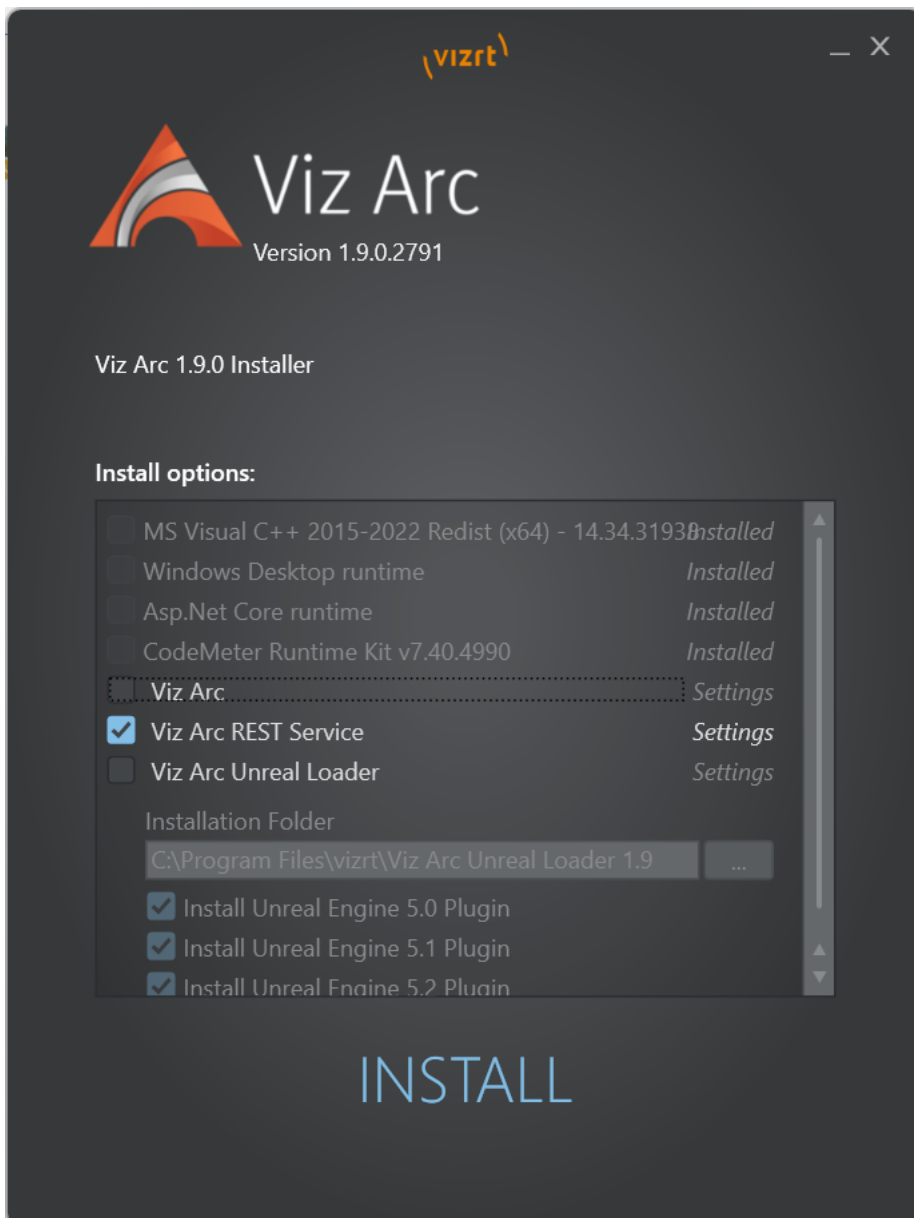 vizrt
Viz Arc
Version 1.9.0.2791
Viz Arc 1.9.0 Installer
Install options:
MS Visual C++ 2015-2022 Redist (x64) - 14.34.31938 Installed
Windows Desktop runtime Installed
Asp.Net Core runtime Installed
CodeMeter Runtime Kit v7.40.4990 Installed
Viz Arc Settings
Viz Arc REST Service Settings
Viz Arc Unreal Loader Settings
Installation Folder
C:\Program Files\vizrt\Viz Arc Unreal Loader 1.9 ...
Install Unreal Engine 5.0 Plugin
Install Unreal Engine 5.1 Plugin
Install Unreal Engine 5.2 Plugin
INSTALL